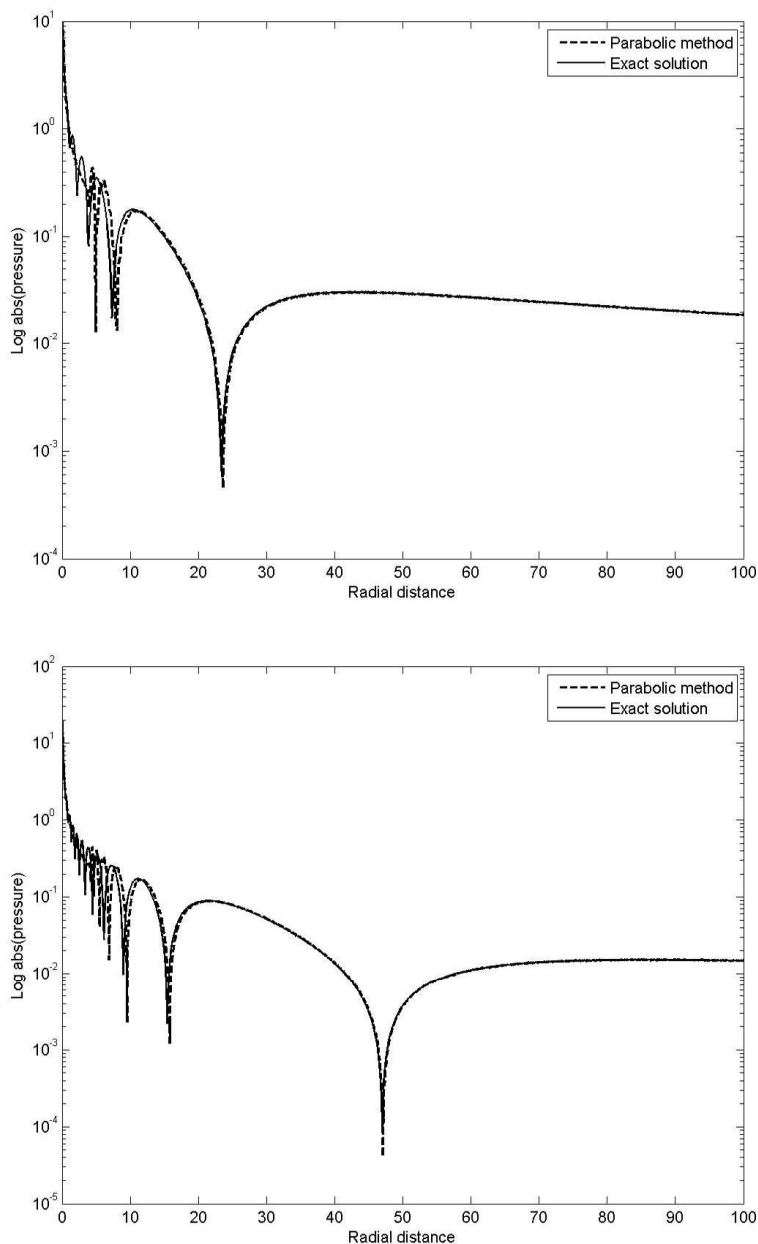 10^1
10^0
10^-1
10^-2
10^-3
10^-4
Log abs(pressure)
Parabolic method
Exact solution
0 10 20 30 40 50 60 70 80 90 100
Radial distance
10^2
10^1
10^0
10^-1
10^-2
10^-3
10^-4
10^-5
Log abs(pressure)
Parabolic method
Exact solution
0 10 20 30 40 50 60 70 80 90 100
Radial distance